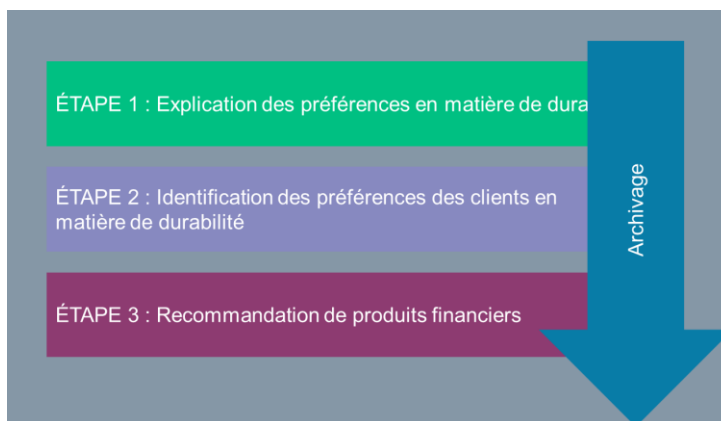 ÉTAPE 1 : Explication des préférences en matière de dura
ÉTAPE 2 : Identification des préférences des clients en
matière de durabilité
ÉTAPE 3 : Recommandation de produits financiers
Archivage